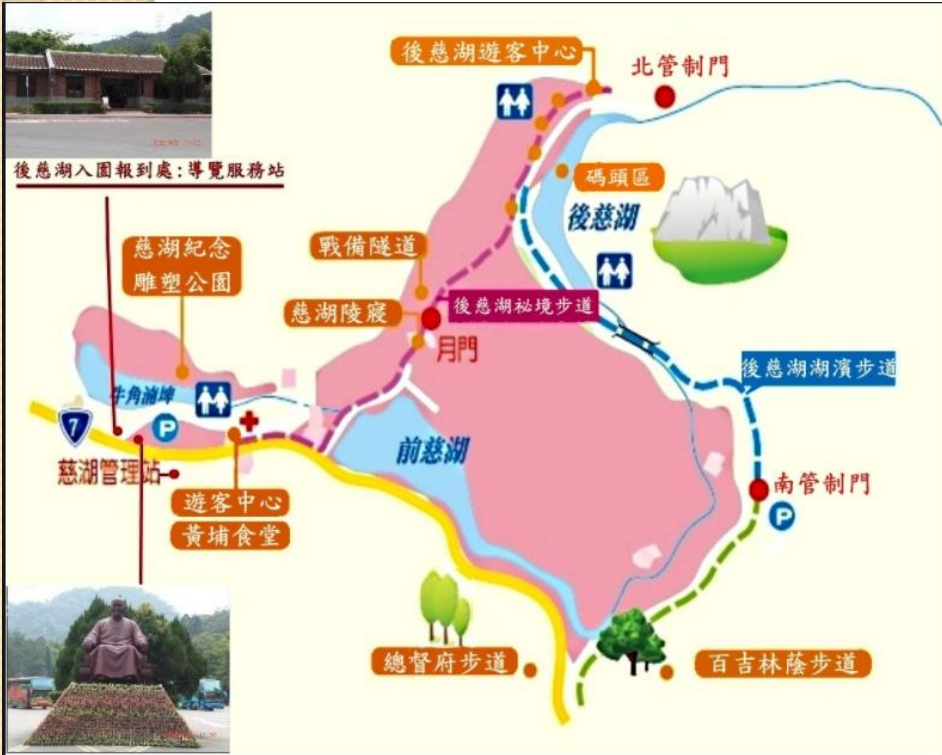 後慈湖遊客中心
北管制門
後慈湖入園報到處:導覽服務站
碼頭區
後慈湖
慈湖紀念
雕塑公園
戰備隧道
慈湖陵寢
後慈湖祕境步道
月門
後慈湖湖濱步道
牛角湳埤
7
P
前慈湖
慈湖管理站
遊客中心
黃埔食堂
南管制門
P
總督府步道
百吉林蔭步道